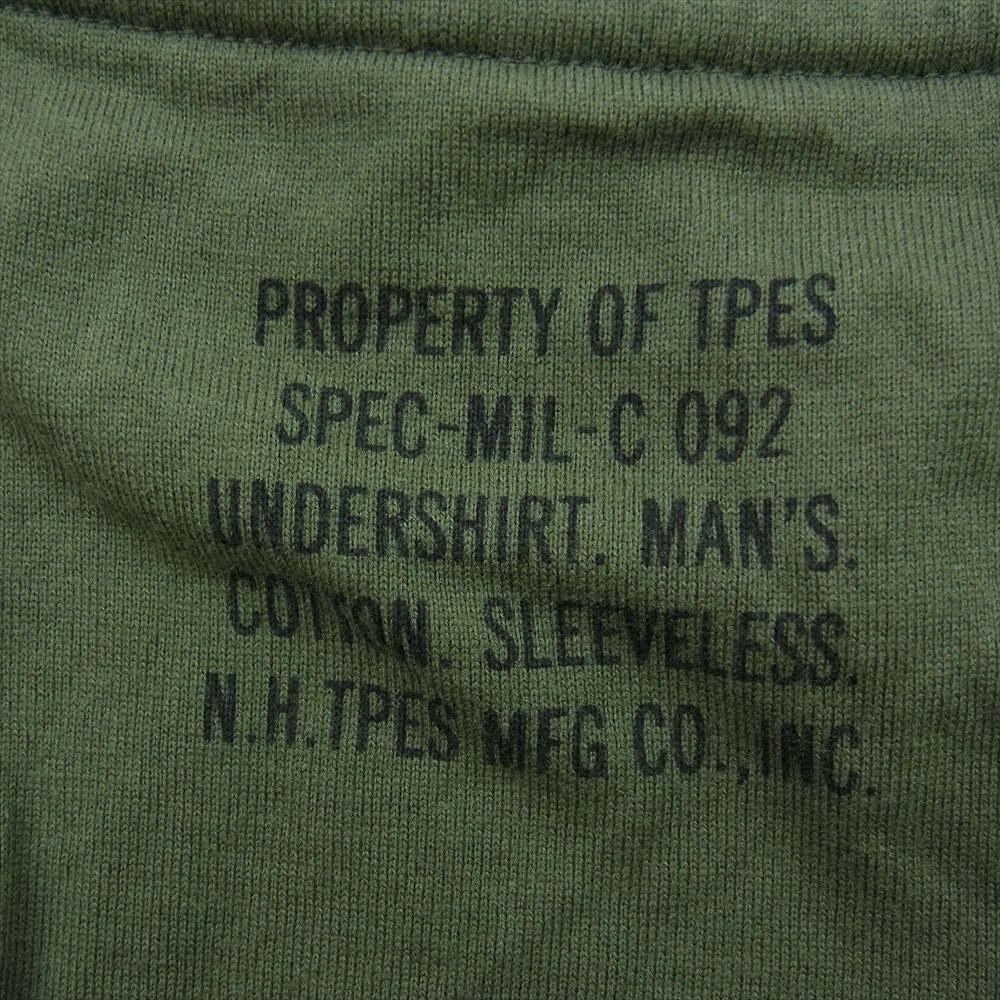 PROPERTY OF TPES
SPEC-MIL-C 092
UNDERSHIRT. MAN'S.
COTTON. SLEEVELESS.
N.H.TPES MFG CO.,INC.